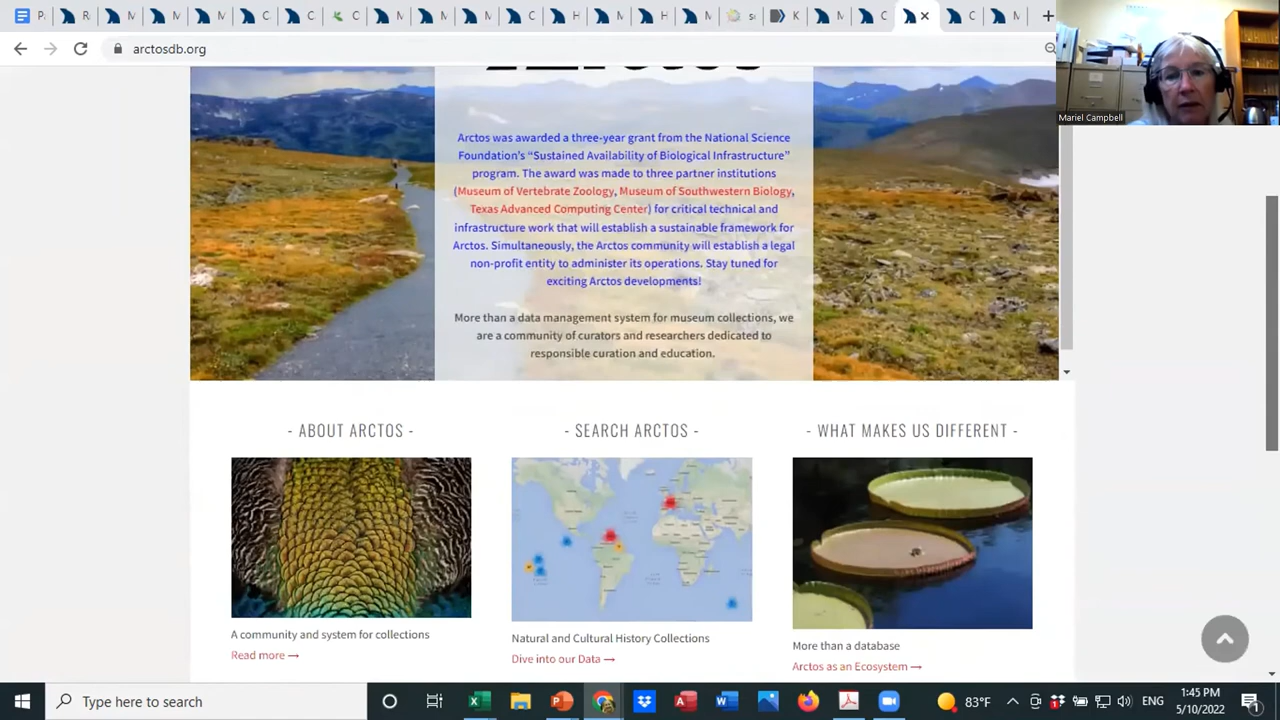 P
R
M
M
M
M
C
C
C
M
M
M
C
H
M
H
M
s
K
M
C
C
M
arctosdb.org
Mariel Campbell
Arctos
Arctos was awarded a three-year grant from the National Science
Foundation's "Sustained Availability of Biological Infrastructure"
program. The award was made to three partner institutions
(Museum of Vertebrate Zoology, Museum of Southwestern Biology,
Texas Advanced Computing Center) for critical technical and
infrastructure work that will establish a sustainable framework for
Arctos. Simultaneously, the Arctos community will establish a legal
non-profit entity to administer its operations. Stay tuned for
exciting Arctos developments!
More than a data management system for museum collections, we
are a community of curators and researchers dedicated to
responsible curation and education.
- ABOUT ARCTOS -
A community and system for collections
Read more →
- SEARCH ARCTOS -
Natural and Cultural History Collections
Dive into our Data →
- WHAT MAKES US DIFFERENT -
More than a database
Arctos as an Ecosystem →
Type here to search
83°F
ENG
1:45 PM
5/10/2022